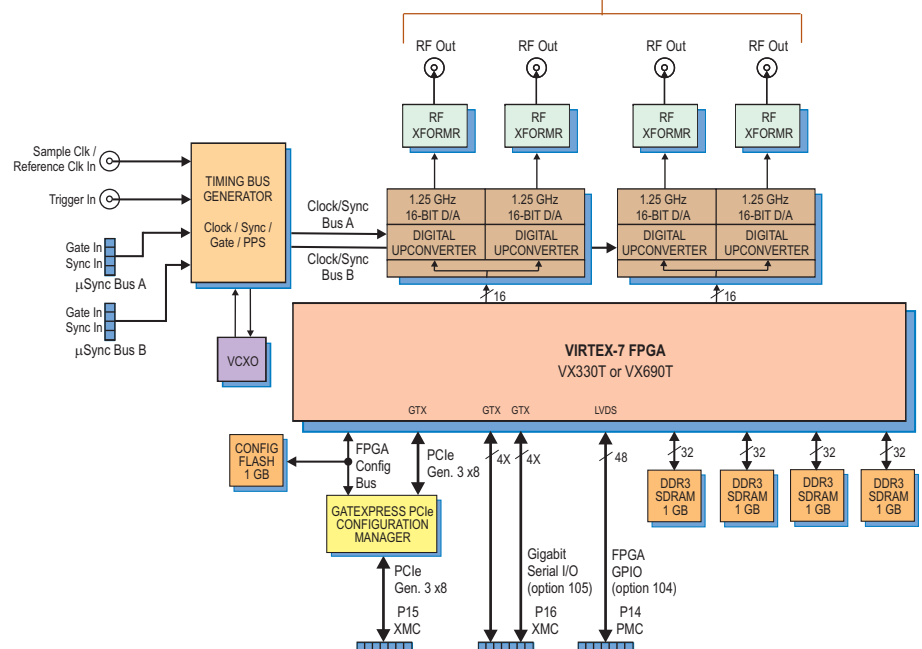 RF Out
RF Out
RF Out
RF Out
RF
XFORMR
RF
XFORMR
RF
XFORMR
RF
XFORMR
Sample Clk /
Reference Clk In
Trigger In
Gate In
Sync In
μSync Bus A
Gate In
Sync In
μSync Bus B
TIMING BUS
GENERATOR
Clock / Sync /
Gate / PPS
VCXO
Clock/Sync
Bus A
Clock/Sync
Bus B
1.25 GHz
16-BIT D/A
DIGITAL
UPCONVERTER
1.25 GHz
16-BIT D/A
DIGITAL
UPCONVERTER
1.25 GHz
16-BIT D/A
DIGITAL
UPCONVERTER
1.25 GHz
16-BIT D/A
DIGITAL
UPCONVERTER
16
16
VIRTEX-7 FPGA
VX330T or VX690T
GTX
GTX
GTX
LVDS
CONFIG
FLASH
1 GB
FPGA
Config
Bus
PCIe
Gen. 3 x8
4X
4X
48
32
32
32
32
DDR3
SDRAM
1 GB
DDR3
SDRAM
1 GB
DDR3
SDRAM
1 GB
DDR3
SDRAM
1 GB
GATEXPRESS PCIe
CONFIGURATION
MANAGER
PCIe
Gen. 3 x8
Gigabit
Serial I/O
(option 105)
FPGA
GPIO
(option 104)
P15
XMC
P16
XMC
P14
PMC